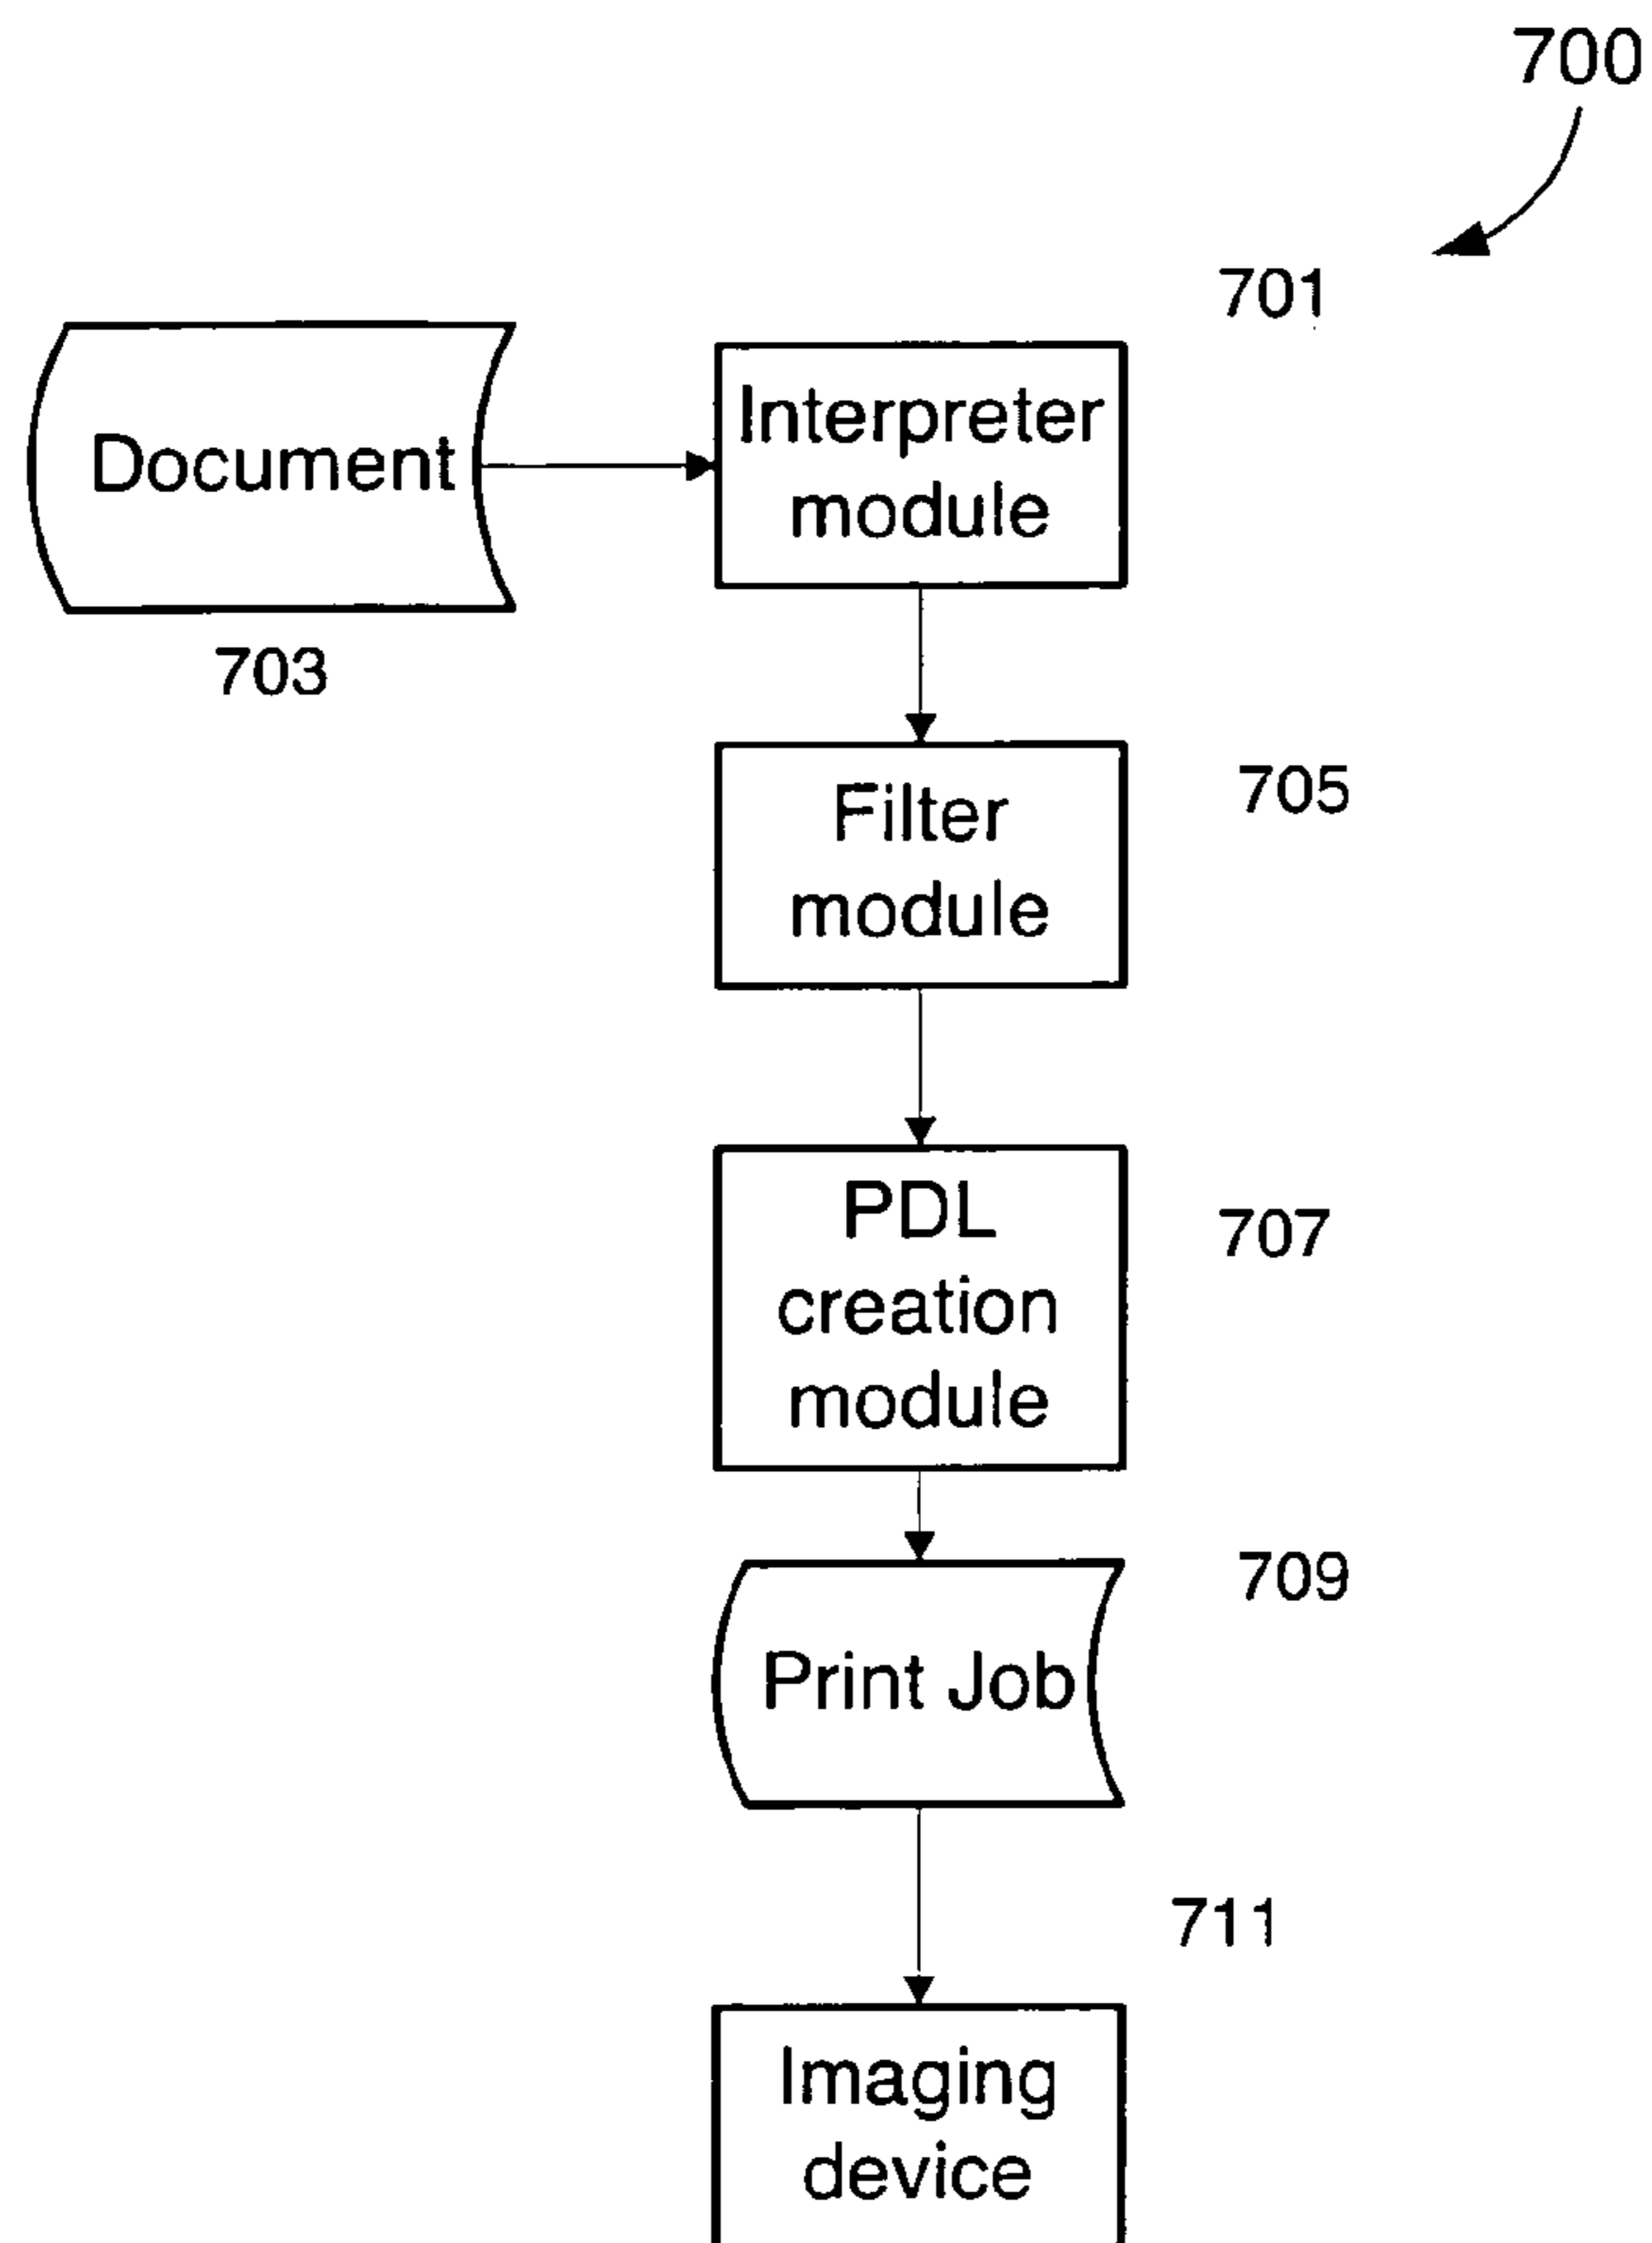 700
701
Document
Interpreter
module
703
705
Filter
module
707
PDL
creation
module
709
Print Job
711
Imaging
device